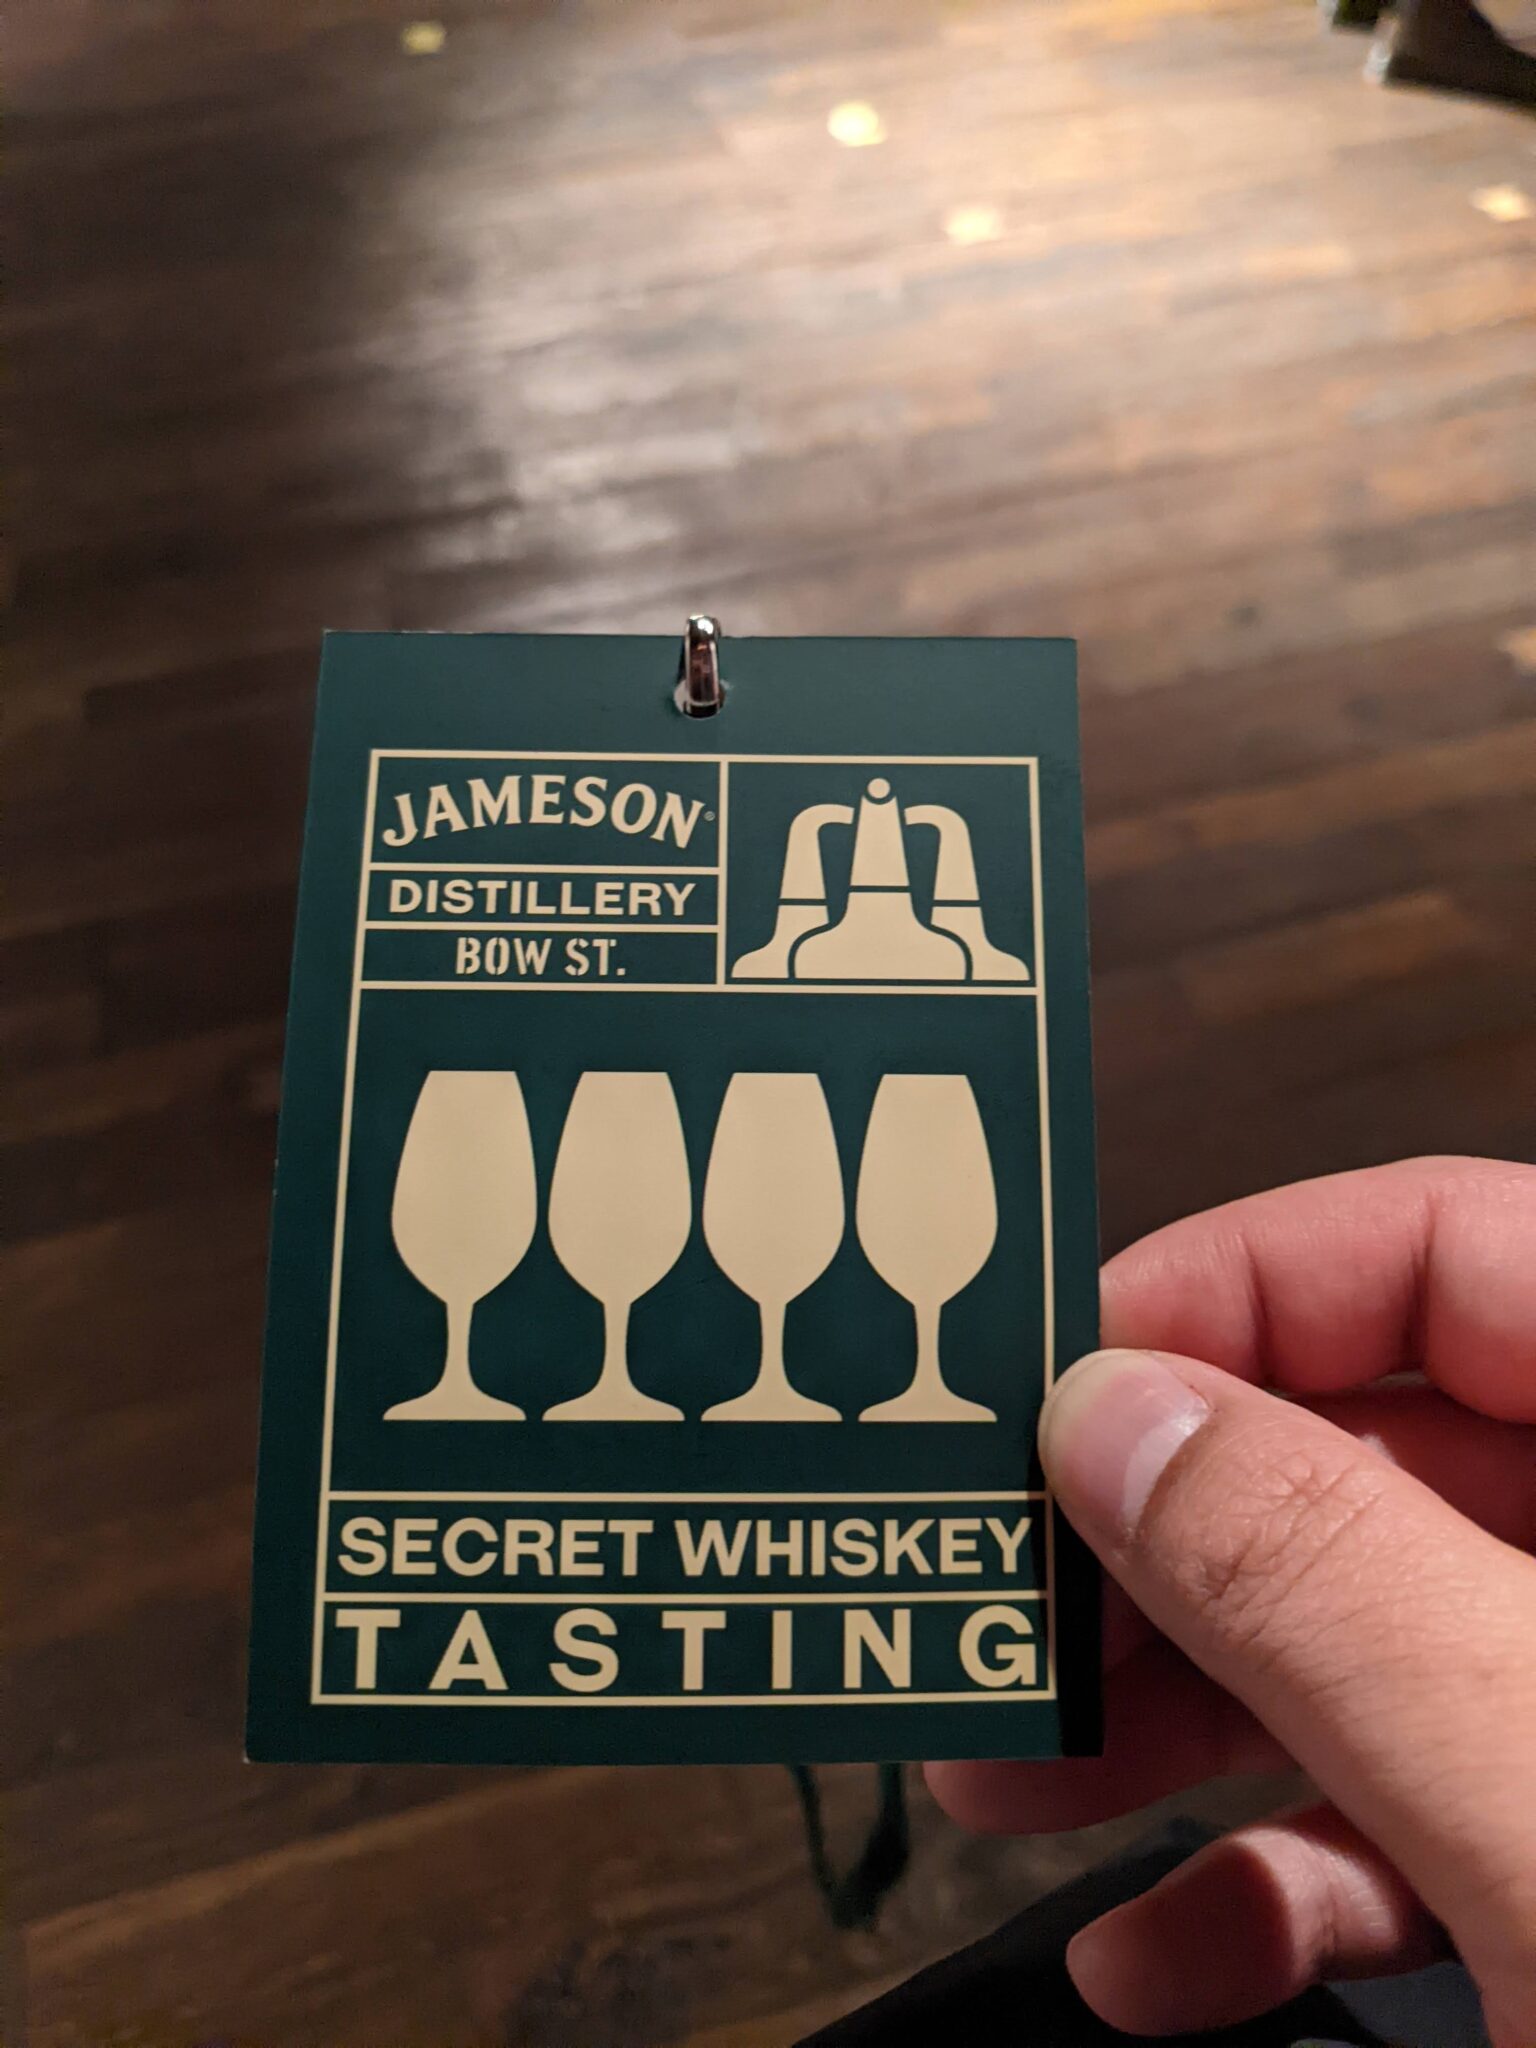 JAMESON®
DISTILLERY
BOW ST.
SECRET WHISKEY
TASTING